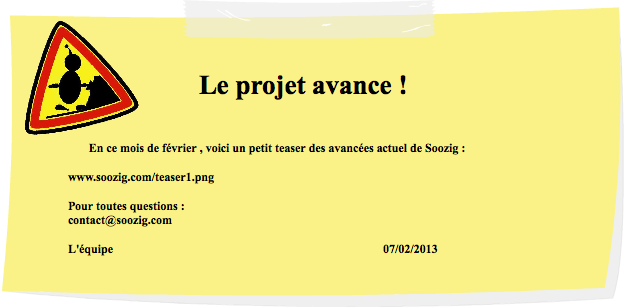 Le projet avance !
En ce mois de février , voici un petit teaser des avancées actuel de Soozig :
www.soozig.com/teaser1.png
Pour toutes questions :
contact@soozig.com
L'équipe 07/02/2013